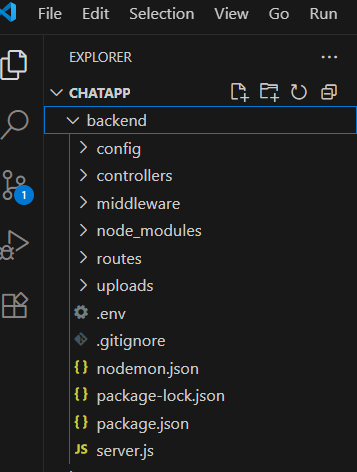 File Edit Selection View Go Run
EXPLORER
CHATAPP
backend
config
controllers
middleware
node_modules
routes
uploads
.env
.gitignore
{} nodemon.json
{} package-lock.json
{} package.json
JS server.js
1